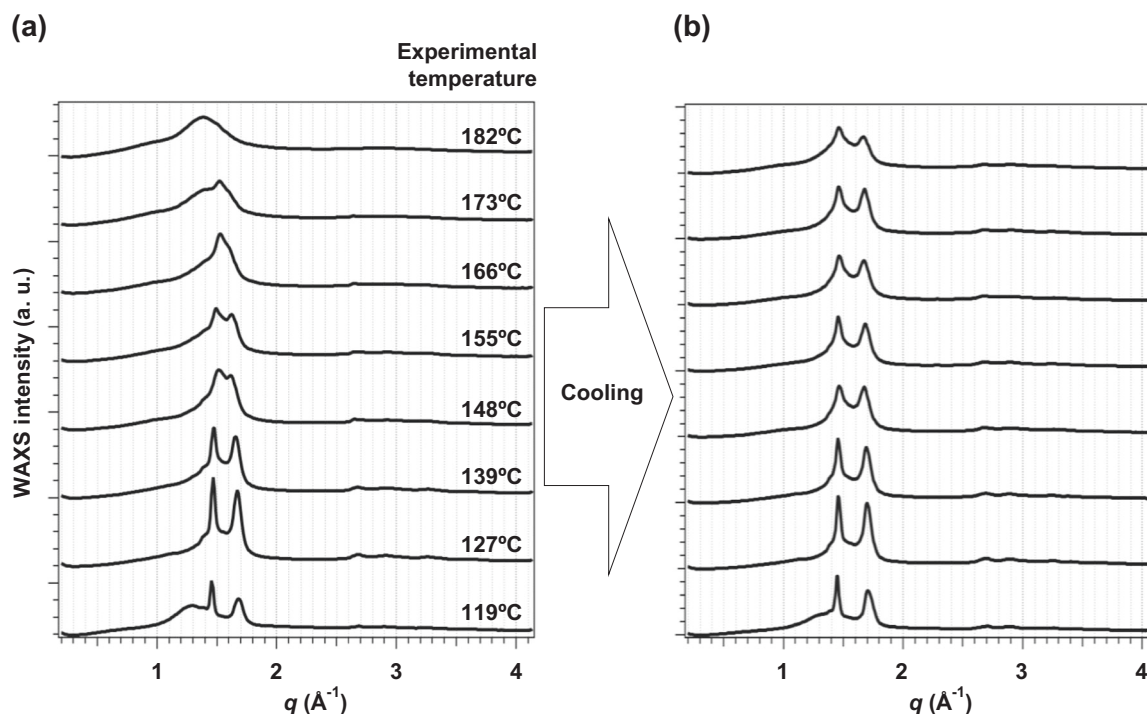 (a)
(b)
Experimental
temperature
182ºC
173ºC
166ºC
155ºC
148ºC
139ºC
127ºC
119ºC
WAXS intensity (a. u.)
Cooling
1 2 3 4
q (Å-1)
1 2 3 4
q (Å-1)